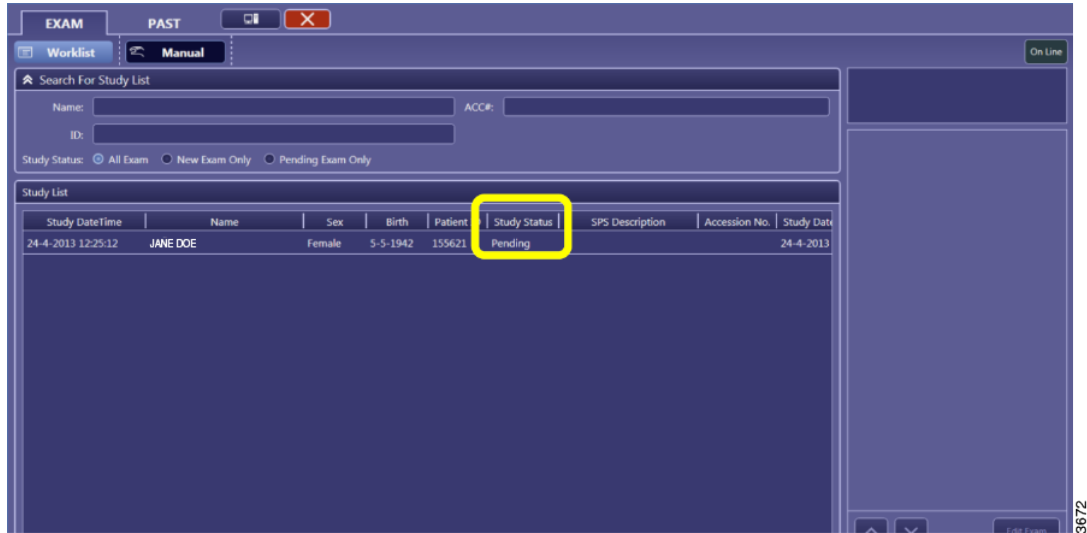 EXAM PAST
Worklist Manual On Line
Search For Study List
Name: ACC#:
ID:
Study Status: All Exam New Exam Only Pending Exam Only
Study List
Study DateTime Name Sex Birth Patient Study Status SPS Description Accession No. Study Date
24-4-2013 12:25:12 JANE DOE Female 5-5-1942 155621 Pending 24-4-2013
Edit Exam
3672